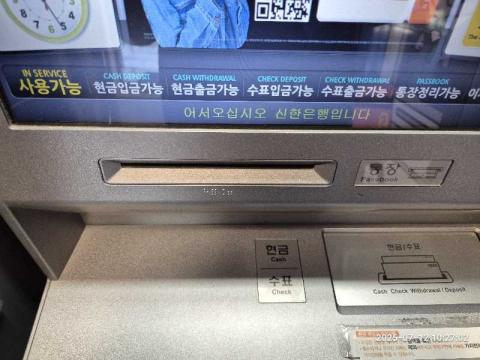 IN SERVICE
사용가능
CASH DEPOSIT
현금입금가능
CASH WITHDRAWAL
현금출금가능
CHECK DEPOSIT
수표입금가능
CHECK WITHDRAWAL
수표출금가능
PASSBOOK
통장정리가능
어서오십시오 신한은행입니다
통장
Passbook
현금
Cash
수표
Check
현금/수표
Cash Check Withdrawal / Deposit